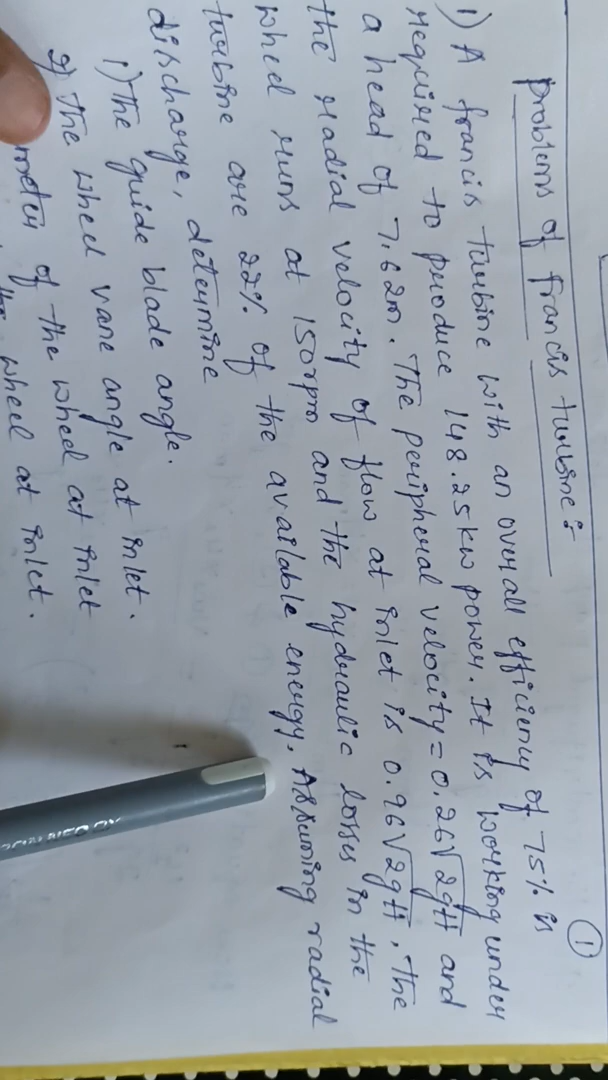 ①
Problems of francis turbine:
1) A francis turbine with an overall efficiency of 75% is
required to produce 148.25kw power. It is working under
a head of 7.62m. The peripheral velocity = 0.26√2gH and
the radial velocity of flow at inlet is 0.96√2gH. The
wheel runs at 150rpm and the hydraulic losses in the
turbine are 22% of the available energy. Assuming radial
discharge, determine
1) The guide blade angle.
2) The wheel vane angle at inlet.
of the wheel at inlet
wheel at inlet.